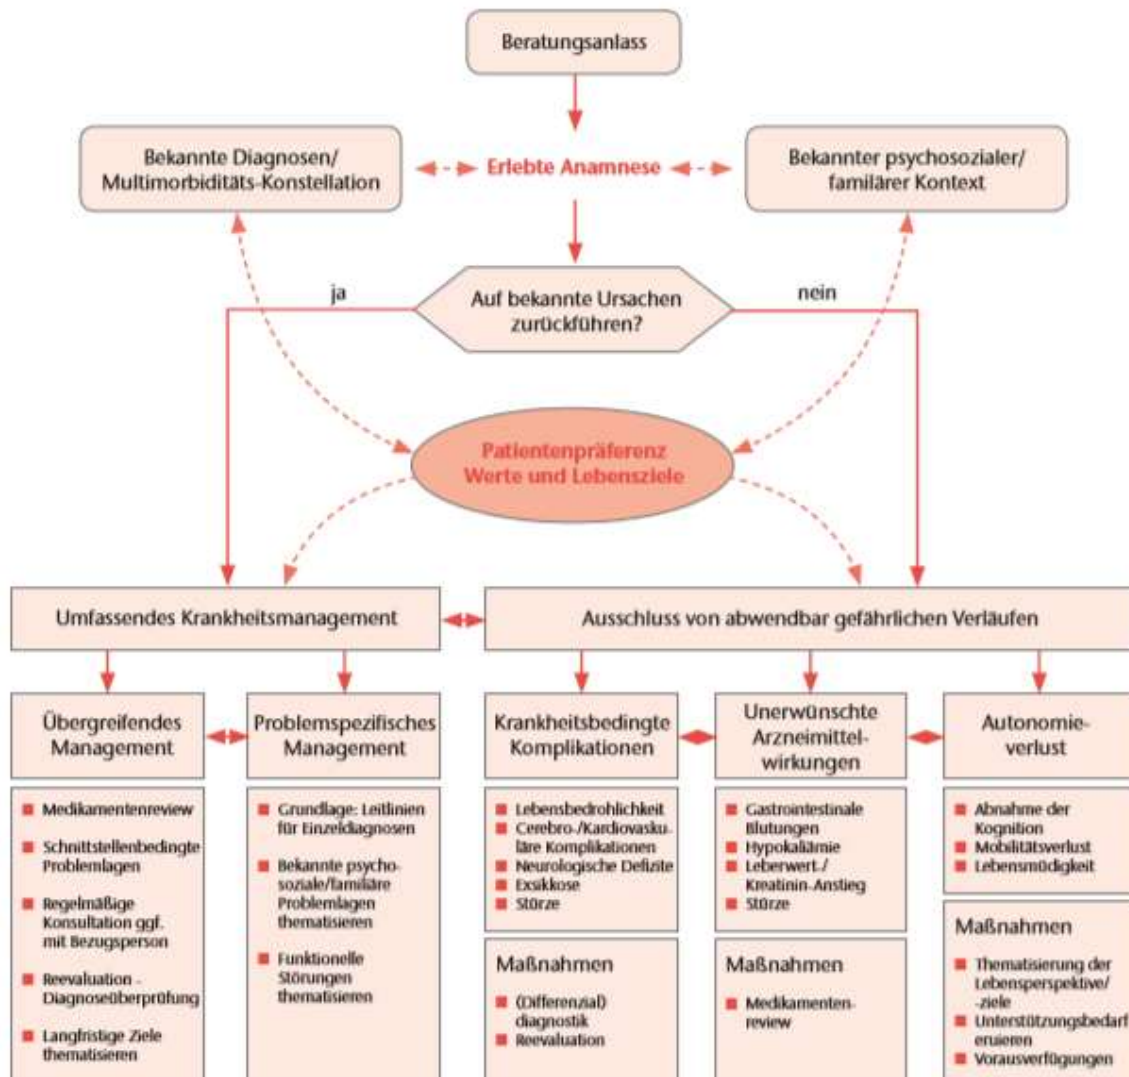 Beratungsanlass
Bekannte Diagnosen/
Multimorbiditäts-Konstellation
Erlebte Anamnese
Bekannter psychosozialer/
familärer Kontext
ja
Auf bekannte Ursachen
zurückführen?
nein
Patientenpräferenz
Werte und Lebensziele
Umfassendes Krankheitsmanagement
Ausschluss von abwendbar gefährlichen Verläufen
Übergreifendes
Management
Medikamentenreview
Schnittstellenbedingte
Problemlagen
Regelmäßige
Konsultation ggf.
mit Bezugsperson
Reevaluation -
Diagnoseüberprüfung
Langfristige Ziele
thematisieren
Problemspezifisches
Management
Grundlage: Leitlinien
für Einzeldiagnosen
Bekannte psycho-
soziale/familiäre
Problemlagen
thematisieren
Funktionelle
Störungen
thematisieren
Krankheitsbedingte
Komplikationen
Lebensbedrohlichkeit
Cerebro-/Kardiovasku-
läre Komplikationen
Neurologische Defizite
Exsikkose
Stürze
Maßnahmen
(Differenzial)
diagnostik
Reevaluation
Unerwünschte
Arzneimittel-
wirkungen
Gastrointestinale
Blutungen
Hypokaliämie
Leberwert-/
Kreatinin-Anstieg
Stürze
Maßnahmen
Medikamenten-
review
Autonomie-
verlust
Abnahme der
Kognition
Mobilitätsverlust
Lebensmüdigkeit
Maßnahmen
Thematisierung der
Lebensperspektive/
-ziele
Unterstützungsbedarf
eruieren
Vorausverfügungen